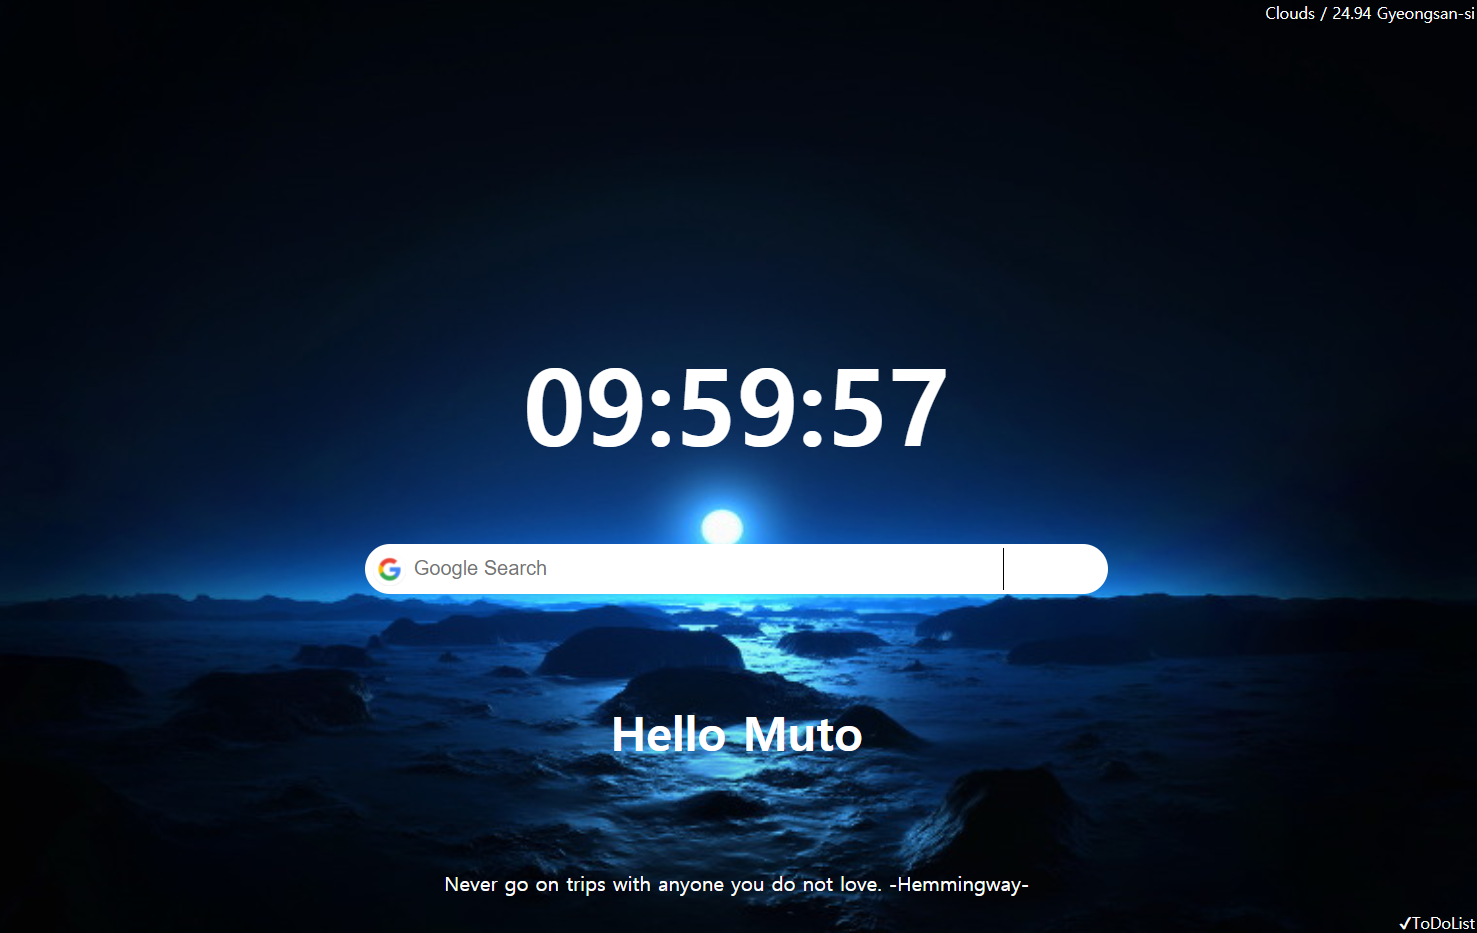 Clouds / 24.94 Gyeongsan-si
09:59:57
Google Search
Hello Muto
Never go on trips with anyone you do not love. -Hemmingway-
✔ToDoList